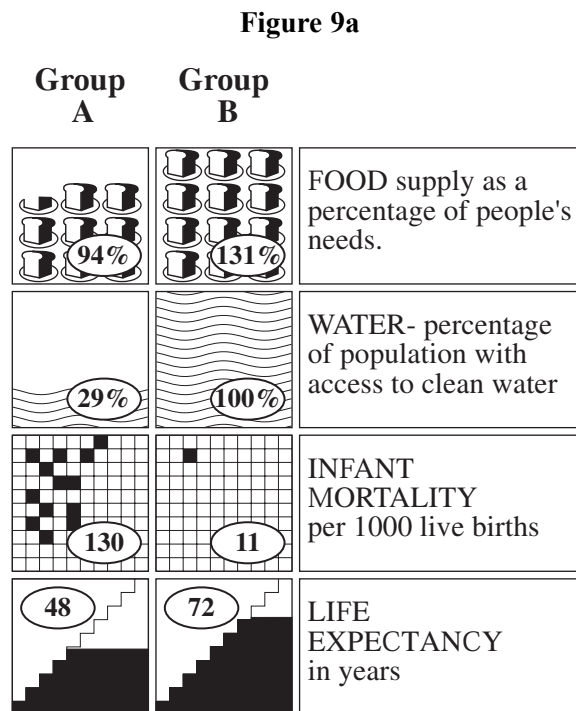 Figure 9a
Group
A
Group
B
94%
131%
FOOD supply as a
percentage of people's
needs.
29%
100%
WATER- percentage
of population with
access to clean water
130
11
INFANT
MORTALITY
per 1000 live births
48
72
LIFE
EXPECTANCY
in years